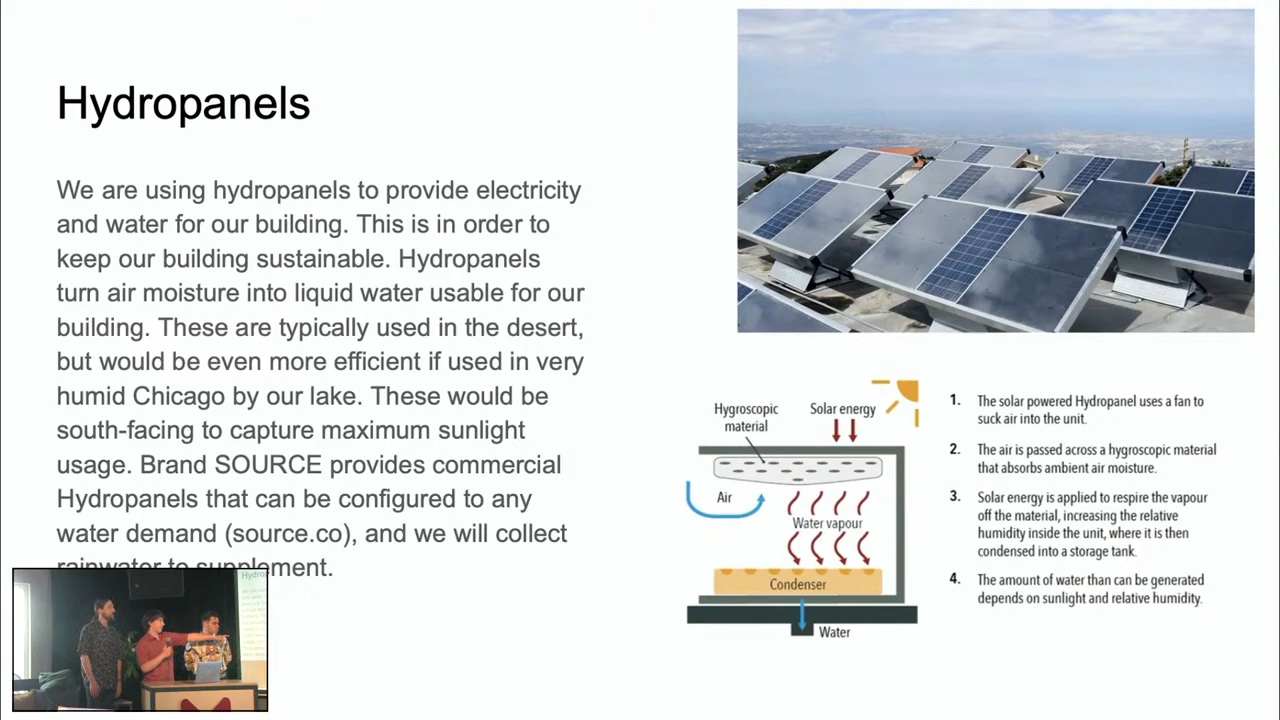 Hydropanels
We are using hydropanels to provide electricity
and water for our building. This is in order to
keep our building sustainable. Hydropanels
turn air moisture into liquid water usable for our
building. These are typically used in the desert,
but would be even more efficient if used in very
humid Chicago by our lake. These would be
south-facing to capture maximum sunlight
usage. Brand SOURCE provides commercial
Hydropanels that can be configured to any
water demand (source.co), and we will collect
rainwater to supplement.
Hygroscopic
material
Solar energy
Air
Water vapour
Condenser
Water
1. The solar powered Hydropanel uses a fan to
suck air into the unit.
2. The air is passed across a hygroscopic material
that absorbs ambient air moisture.
3. Solar energy is applied to respire the vapour
off the material, increasing the relative
humidity inside the unit, where it is then
condensed into a storage tank.
4. The amount of water than can be generated
depends on sunlight and relative humidity.